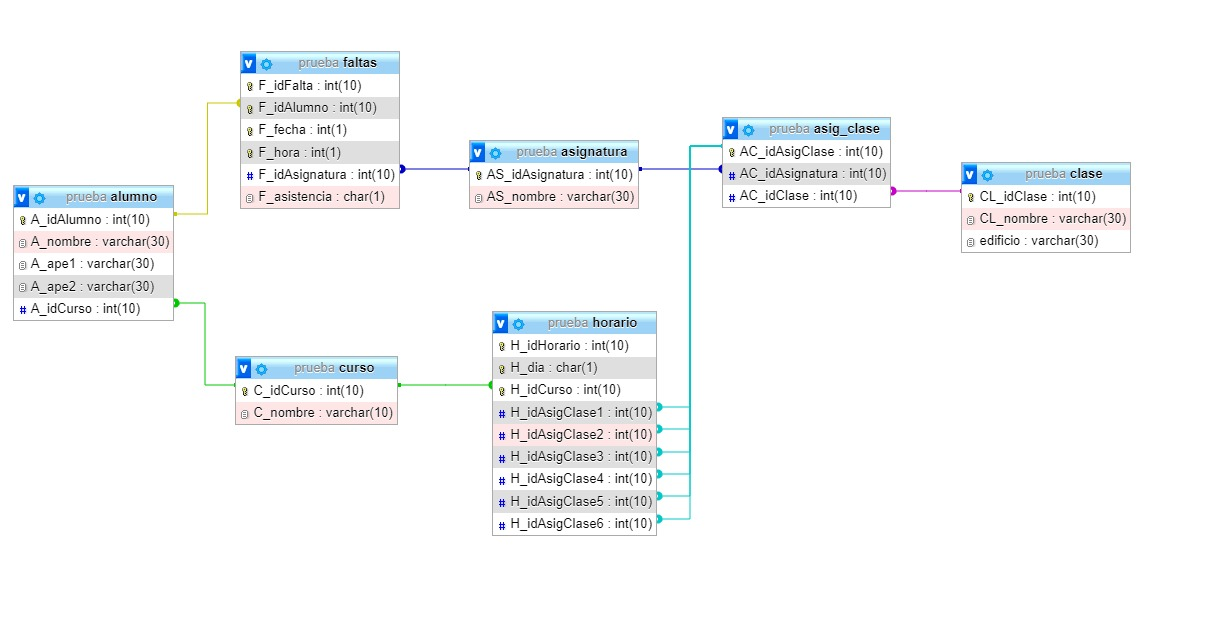 prueba faltas
F_idFalta : int(10)
F_idAlumno : int(10)
F_fecha : int(1)
F_hora : int(1)
F_idAsignatura : int(10)
F_asistencia : char(1)
prueba asignatura
AS_idAsignatura : int(10)
AS_nombre : varchar(30)
prueba asig_clase
AC_idAsigClase : int(10)
AC_idAsignatura : int(10)
AC_idClase : int(10)
prueba clase
CL_idClase : int(10)
CL_nombre : varchar(30)
edificio : varchar(30)
prueba alumno
A_idAlumno : int(10)
A_nombre : varchar(30)
A_ape1 : varchar(30)
A_ape2 : varchar(30)
A_idCurso : int(10)
prueba curso
C_idCurso : int(10)
C_nombre : varchar(10)
prueba horario
H_idHorario : int(10)
H_dia : char(1)
H_idCurso : int(10)
H_idAsigClase1 : int(10)
H_idAsigClase2 : int(10)
H_idAsigClase3 : int(10)
H_idAsigClase4 : int(10)
H_idAsigClase5 : int(10)
H_idAsigClase6 : int(10)